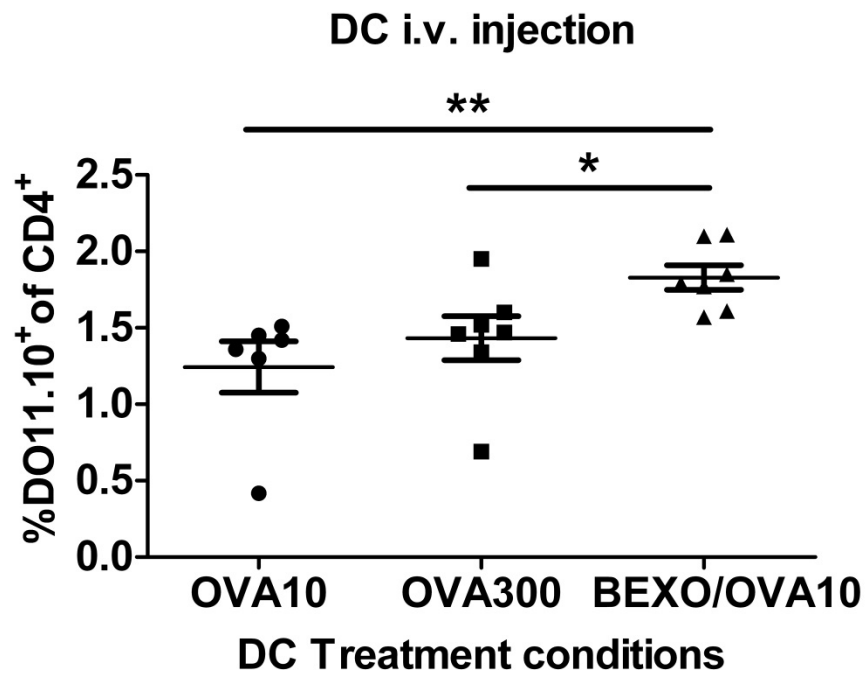 DC i.v. injection
**
*
%DO11.10⁺ of CD4⁺
2.5
2.0
1.5
1.0
0.5
0.0
OVA10 OVA300 BEXO/OVA10
DC Treatment conditions